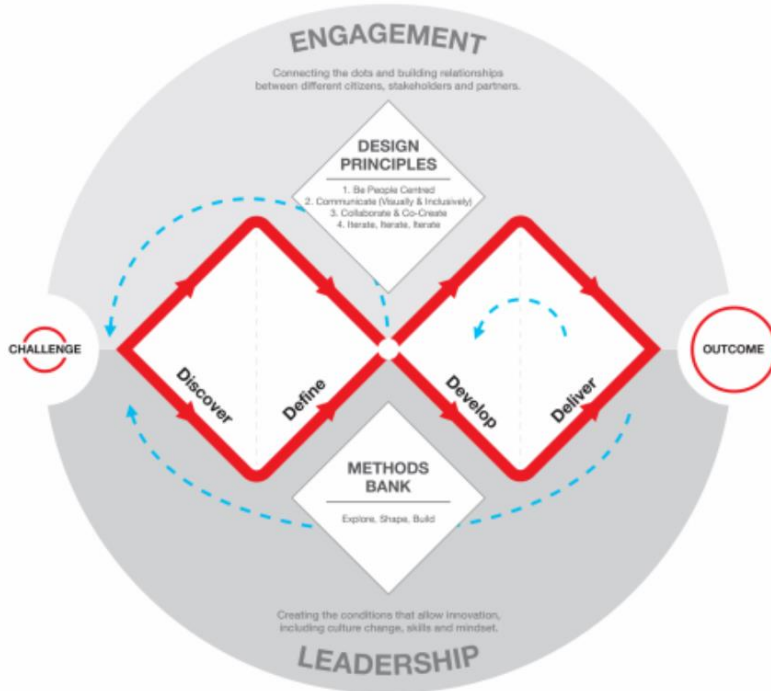 ENGAGEMENT
Connecting the dots and building relationships
between different citizens, stakeholders and partners.
DESIGN
PRINCIPLES
1. Be People Centred
2. Communicate (Visually & Inclusively)
3. Collaborate & Co-Create
4. Iterate, Iterate, Iterate
CHALLENGE
OUTCOME
Discover
Define
Develop
Deliver
METHODS
BANK
Explore, Shape, Build
Creating the conditions that allow innovation,
including culture change, skills and mindset.
LEADERSHIP